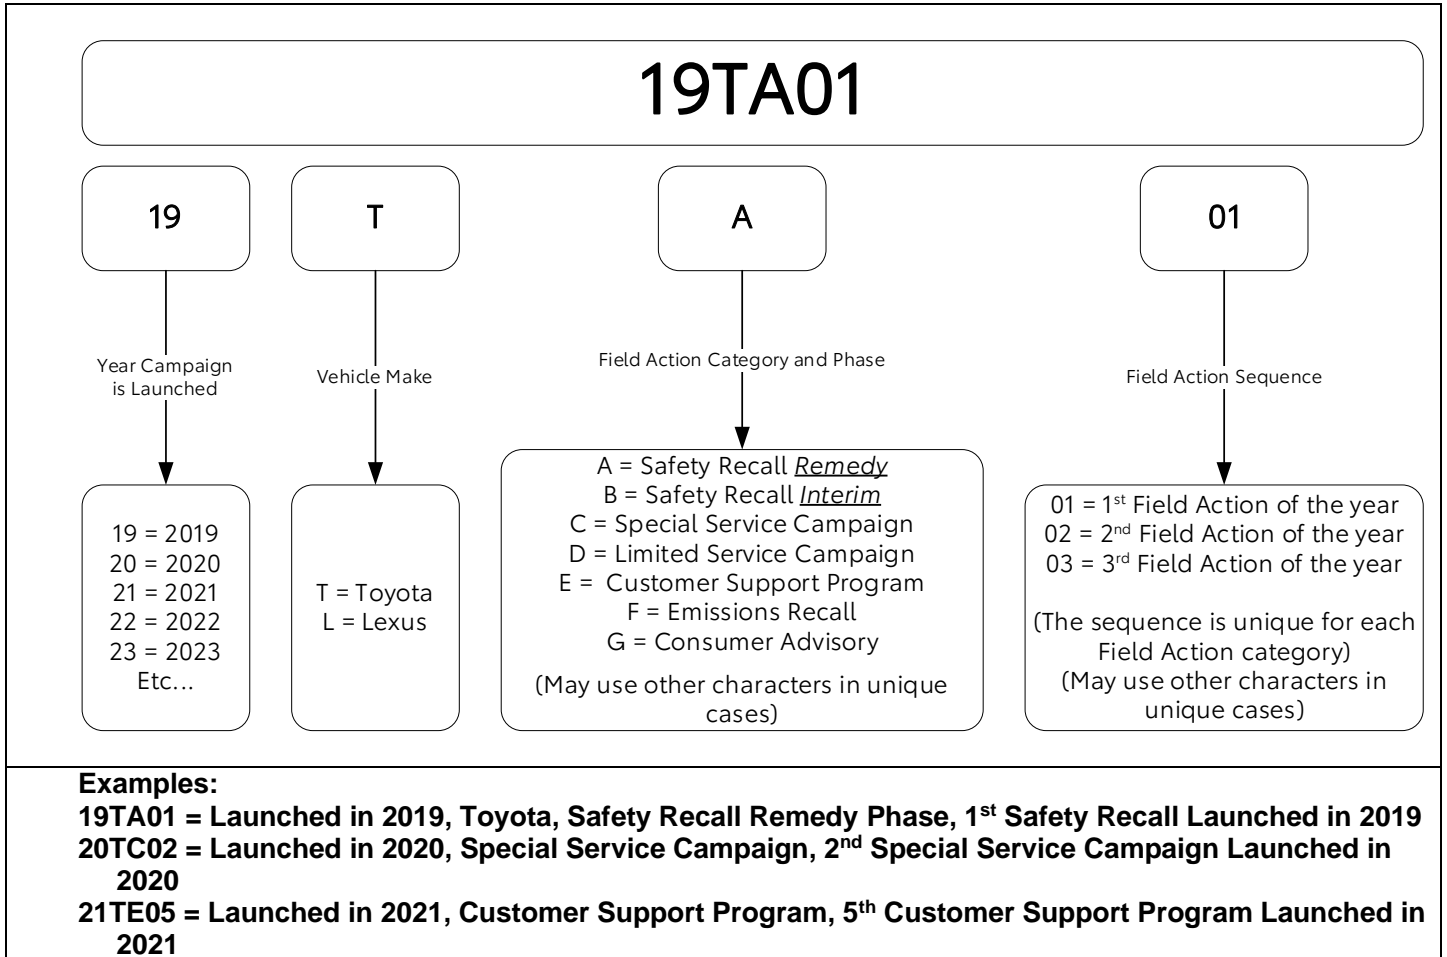 19TA01
19
T
A
01
Year Campaign
is Launched
Vehicle Make
Field Action Category and Phase
Field Action Sequence
19 = 2019
20 = 2020
21 = 2021
22 = 2022
23 = 2023
Etc...
T = Toyota
L = Lexus
A = Safety Recall Remedy
B = Safety Recall Interim
C = Special Service Campaign
D = Limited Service Campaign
E =  Customer Support Program
F = Emissions Recall
G = Consumer Advisory
(May use other characters in unique
cases)
01 = 1st Field Action of the year
02 = 2nd Field Action of the year
03 = 3rd Field Action of the year
(The sequence is unique for each
Field Action category)
(May use other characters in
unique cases)
Examples:
19TA01 = Launched in 2019, Toyota, Safety Recall Remedy Phase, 1st Safety Recall Launched in 2019
20TC02 = Launched in 2020, Special Service Campaign, 2nd Special Service Campaign Launched in
2020
21TE05 = Launched in 2021, Customer Support Program, 5th Customer Support Program Launched in
2021